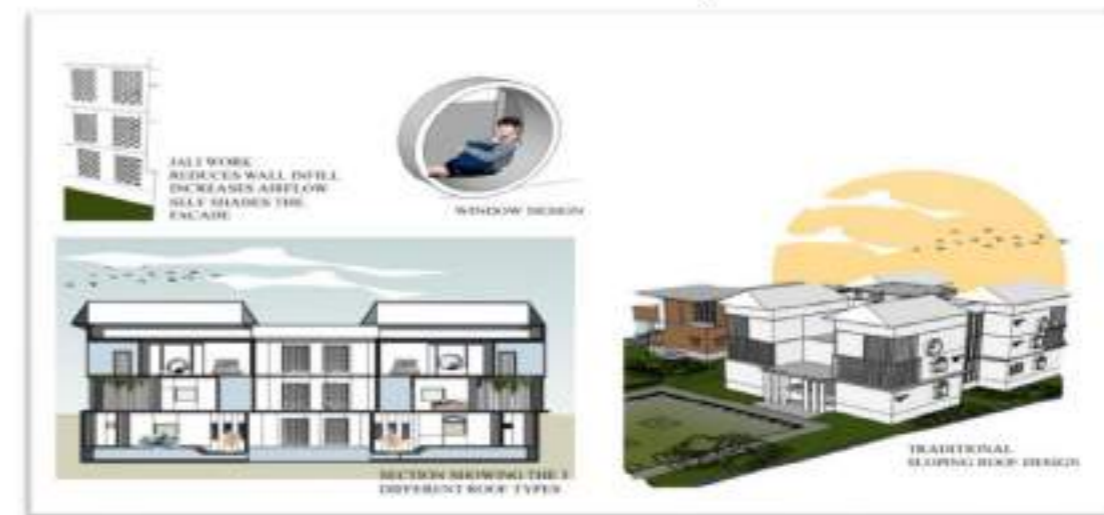 JALI WORK
REDUCES WALL INFILL
INCREASES AIRFLOW
SELF SHADES THE
FACADE
WINDOW DESIGN
SECTION SHOWING THE 3
DIFFERENT ROOF TYPES
TRADITIONAL
SLOPING ROOF DESIGN